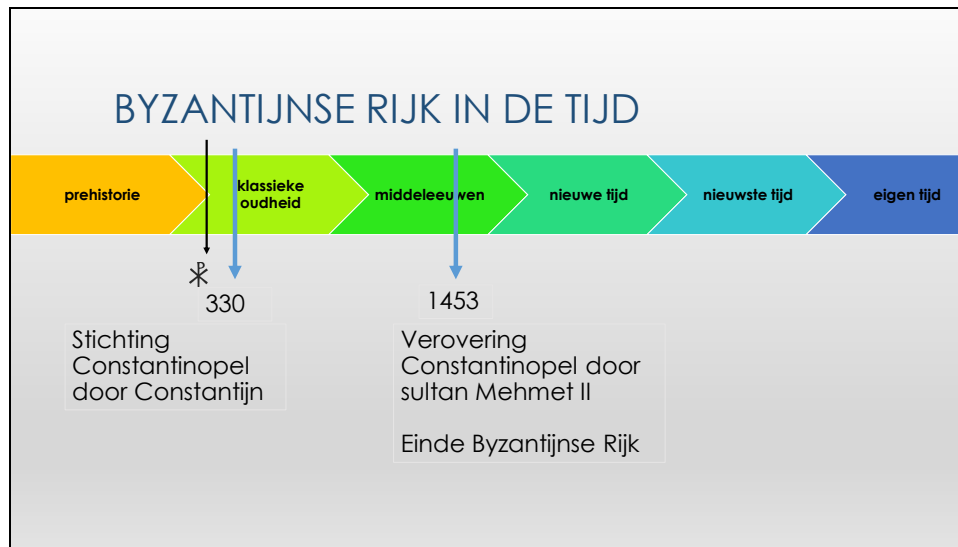 BYZANTIJNSE RIJK IN DE TIJD
prehistorie
klassieke
oudheid
middeleeuwen
nieuwe tijd
nieuwste tijd
eigen tijd
330
Stichting
Constantinopel
door Constantijn
1453
Verovering
Constantinopel door
sultan Mehmet II
Einde Byzantijnse Rijk